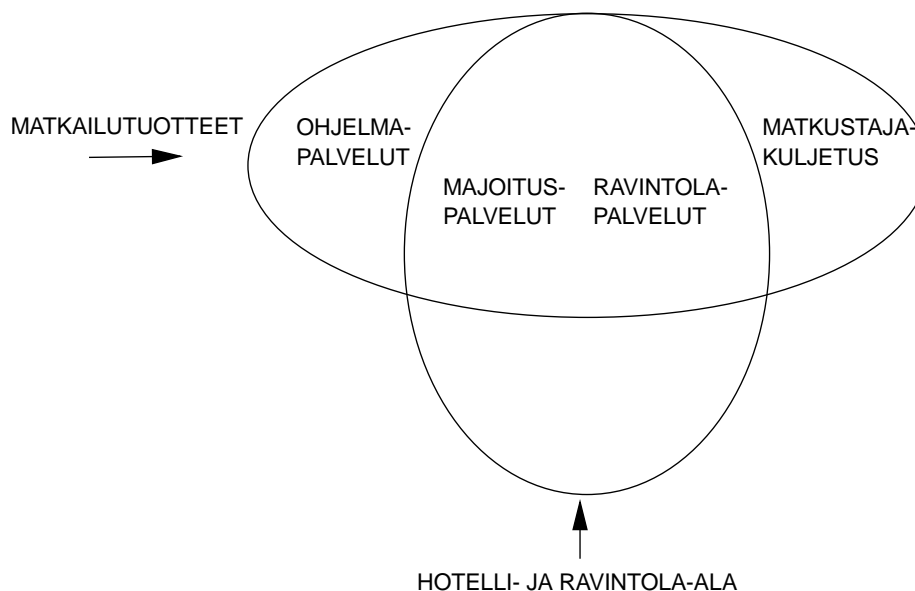 MATKAILUTUOTTEET
OHJELMA-
PALVELUT
MATKUSTAJA-
KULJETUS
MAJOITUS-
PALVELUT
RAVINTOLA-
PALVELUT
HOTELLI- JA RAVINTOLA-ALA